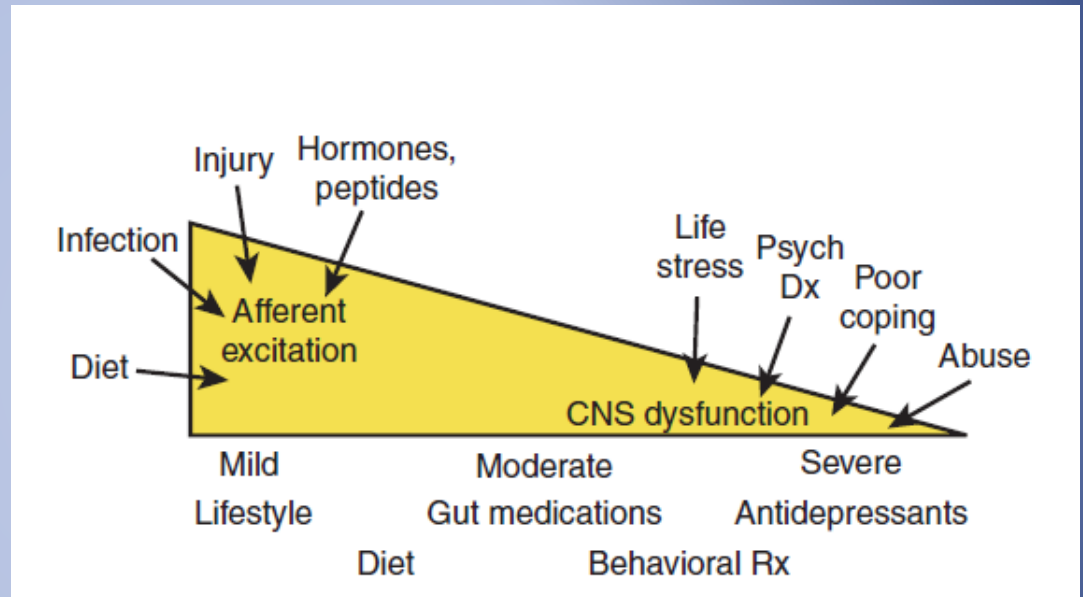 Injury
Hormones,
peptides
Infection
Afferent
excitation
Diet
Life
stress
Psych
Dx
Poor
coping
Abuse
CNS dysfunction
Mild Moderate Severe
Lifestyle Gut medications Antidepressants
Diet Behavioral Rx